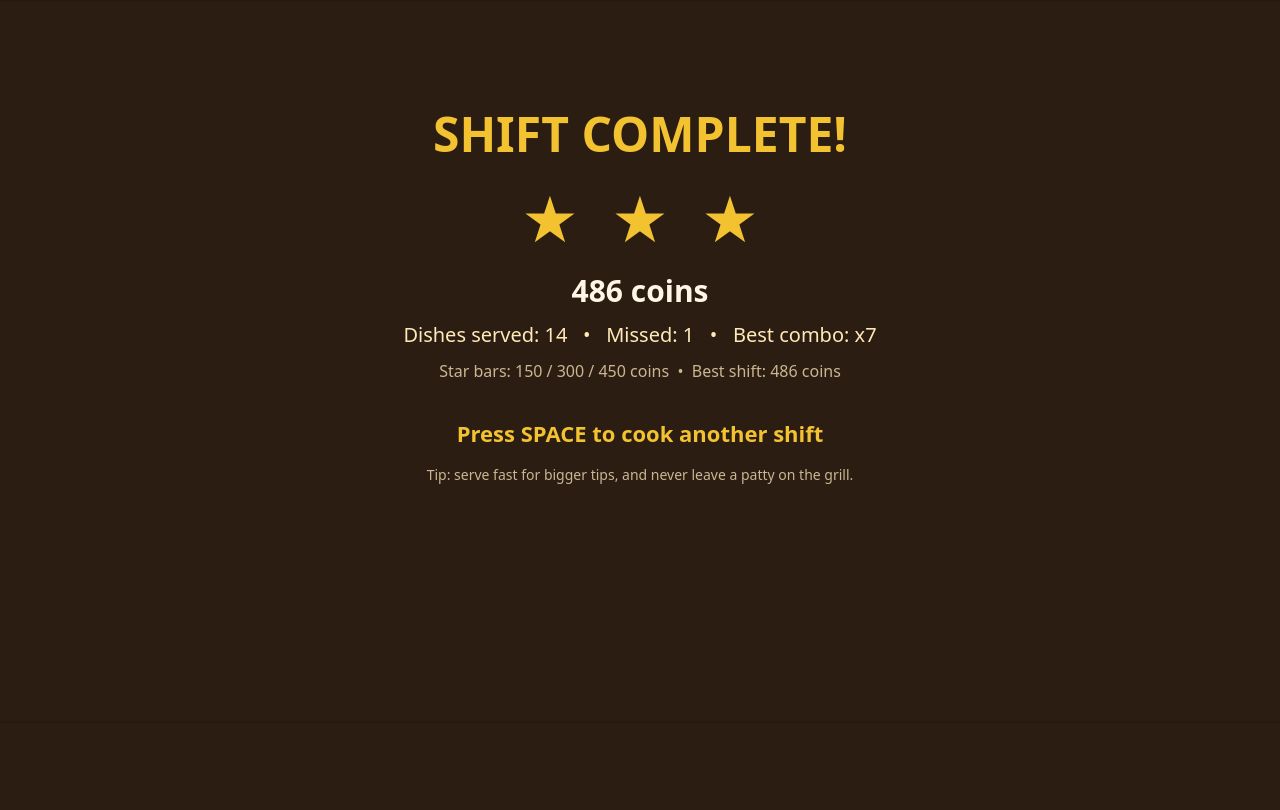 SHIFT COMPLETE!
★ ★ ★
486 coins
Dishes served: 14 • Missed: 1 • Best combo: x7
Star bars: 150 / 300 / 450 coins • Best shift: 486 coins
Press SPACE to cook another shift
Tip: serve fast for bigger tips, and never leave a patty on the grill.